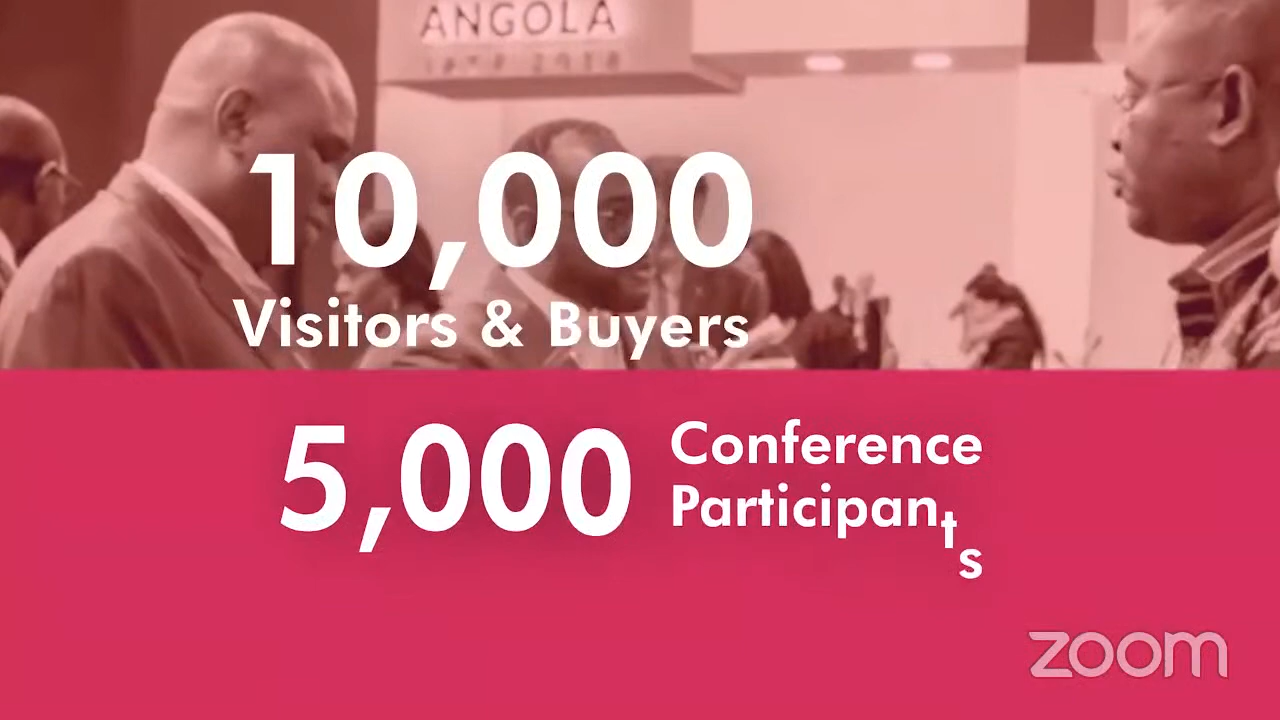 ANGOLA
10,000
Visitors & Buyers
5,000
Conference
Participants
zoom